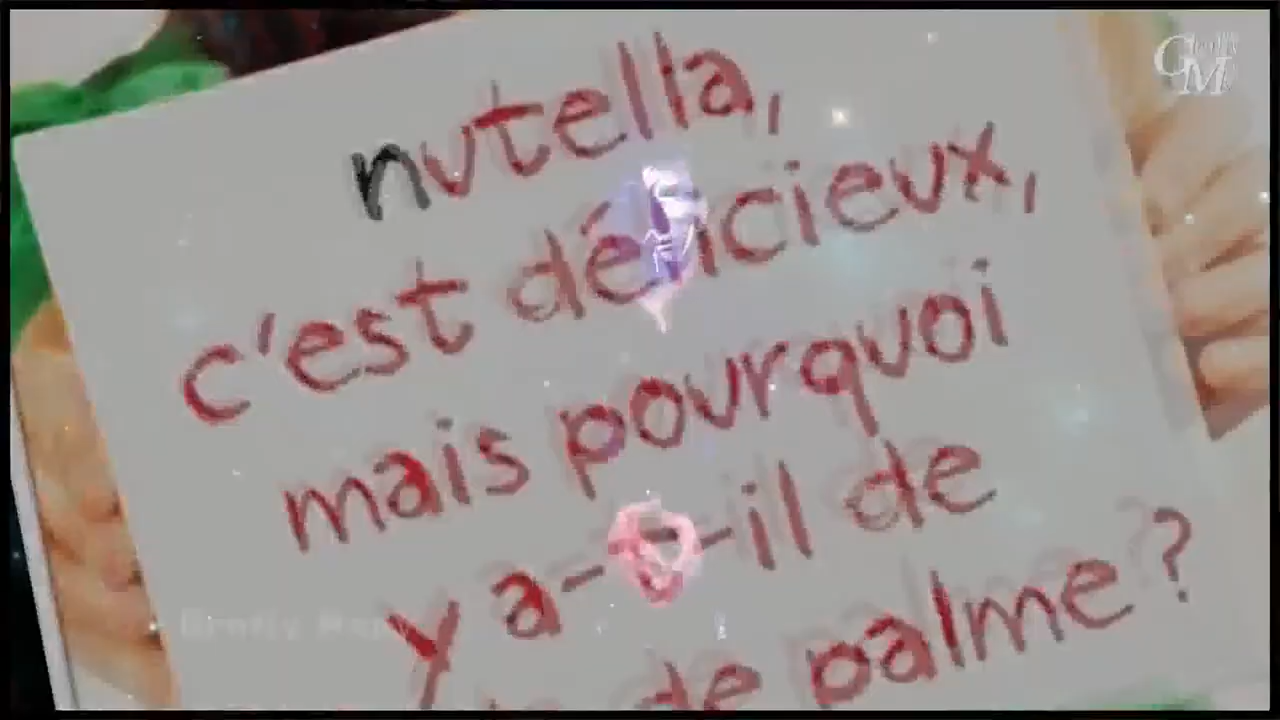 nutella,
c'est délicieux,
mais pourquoi
y a-t-il de
de palme ?